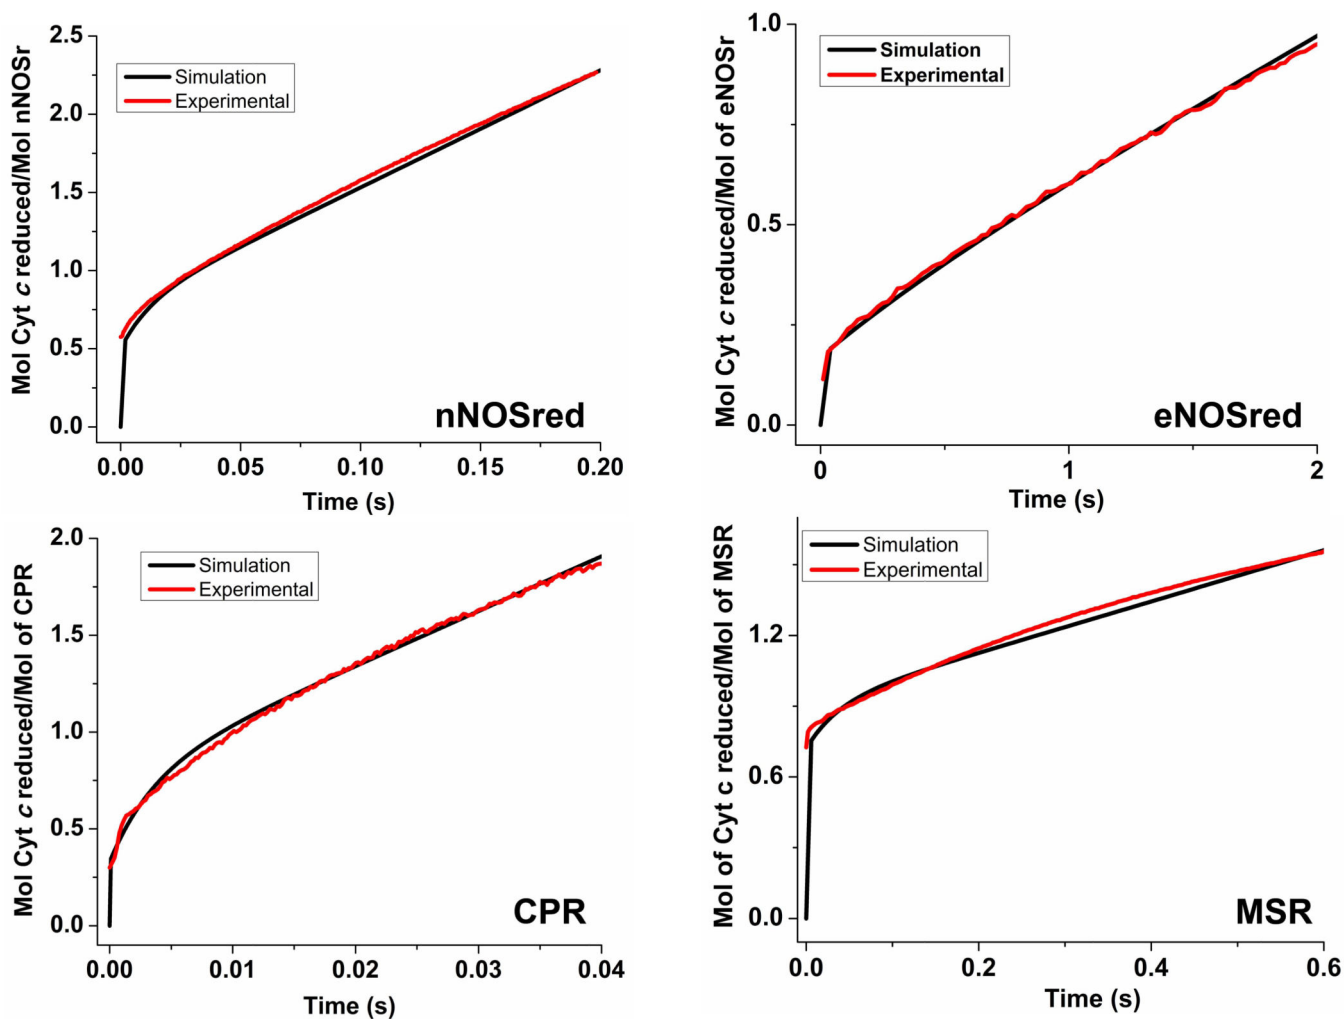 Mol Cyt c reduced/Mol nNOSr
2.5
2.0
1.5
1.0
0.5
0.0
Simulation
Experimental
nNOSred
0.00 0.05 0.10 0.15 0.20
Time (s)
Mol Cyt c reduced/Mol of eNOSr
1.0
0.5
0.0
Simulation
Experimental
eNOSred
0 1 2
Time (s)
Mol Cyt c reduced/Mol of CPR
2.0
1.5
1.0
0.5
0.0
Simulation
Experimental
CPR
0.00 0.01 0.02 0.03 0.04
Time (s)
Mol of Cyt c reduced/Mol of MSR
1.2
0.6
0.0
Simulation
Experimental
MSR
0.0 0.2 0.4 0.6
Time (s)